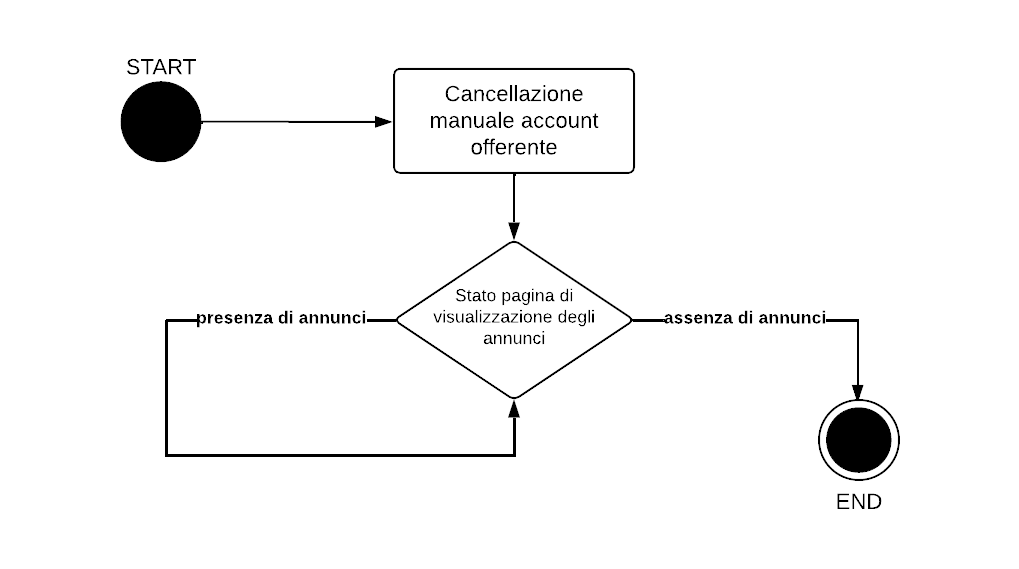 START
Cancellazione
manuale account
offerente
Stato pagina di
visualizzazione degli
annunci
presenza di annunci
assenza di annunci
END